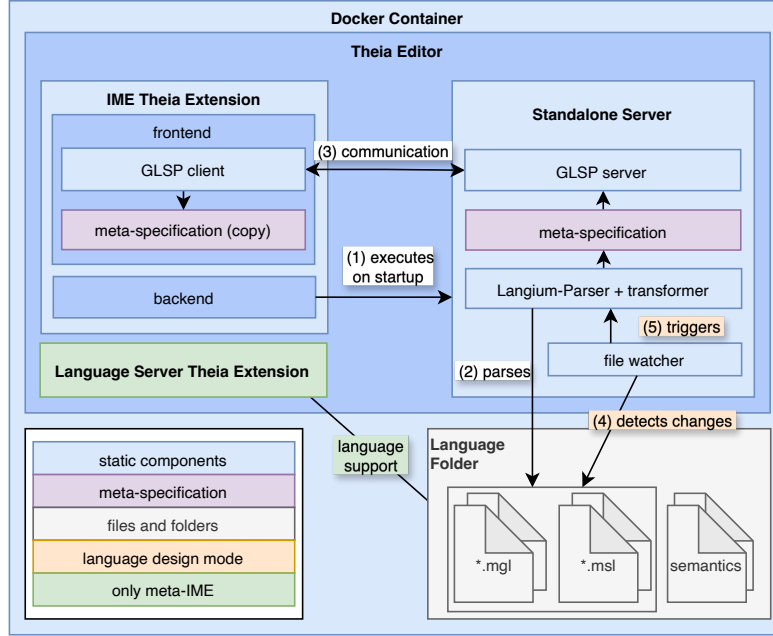 Docker Container
Theia Editor
IME Theia Extension
frontend
GLSP client
meta-specification (copy)
backend
(3) communication
(1) executes
on startup
Standalone Server
GLSP server
meta-specification
Langium-Parser + transformer
(5) triggers
file watcher
(2) parses
(4) detects changes
Language Server Theia Extension
language
support
Language
Folder
*.mgl
*.msl
semantics
static components
meta-specification
files and folders
language design mode
only meta-IME